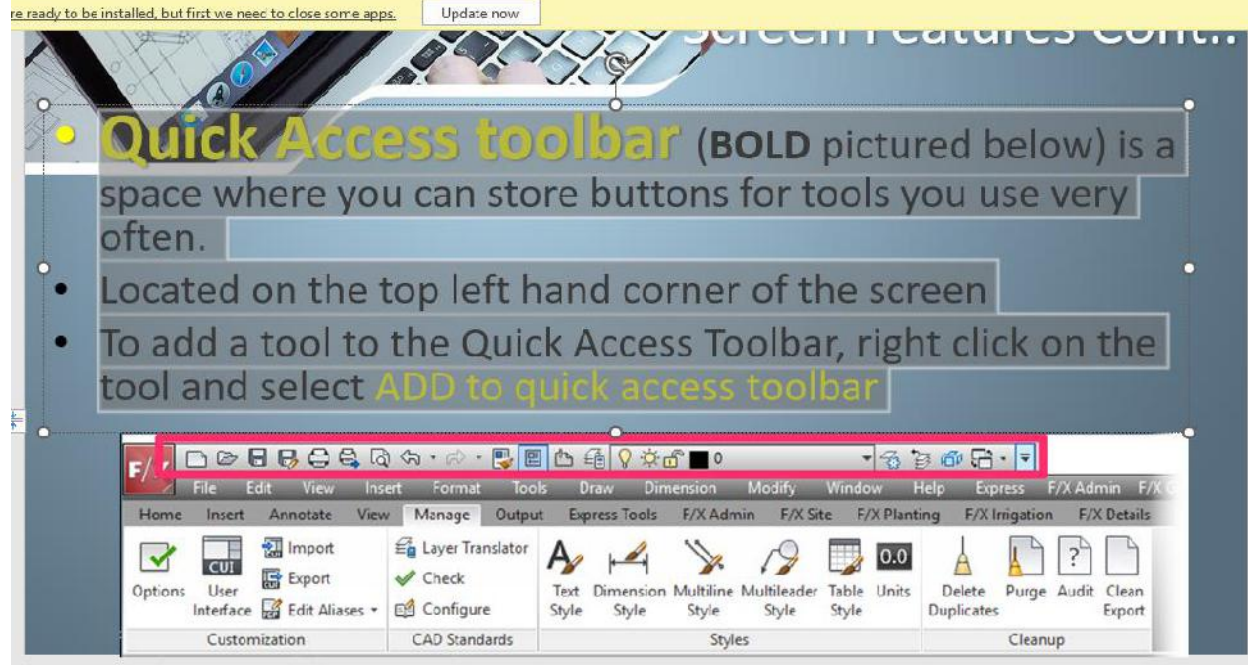 re ready to be installed, but first we need to close some apps. Update now
Screen Features Cont..
• Quick Access toolbar (BOLD pictured below) is a
space where you can store buttons for tools you use very
often.
• Located on the top left hand corner of the screen
• To add a tool to the Quick Access Toolbar, right click on the
tool and select ADD to quick access toolbar
0
F/
File Edit View Insert Format Tools Draw Dimension Modify Window Help Express F/X Admin F/X
Home Insert Annotate View Manage Output Express Tools F/X Admin F/X Site F/X Planting F/X Irrigation F/X Details
CUI Import Layer Translator A 0.0 ?
Export Check
Options User Interface Edit Aliases Configure Text Style Dimension Style Multiline Style Multileader Style Table Style Units Delete Duplicates Purge Audit Clean Export
Customization CAD Standards Styles Cleanup